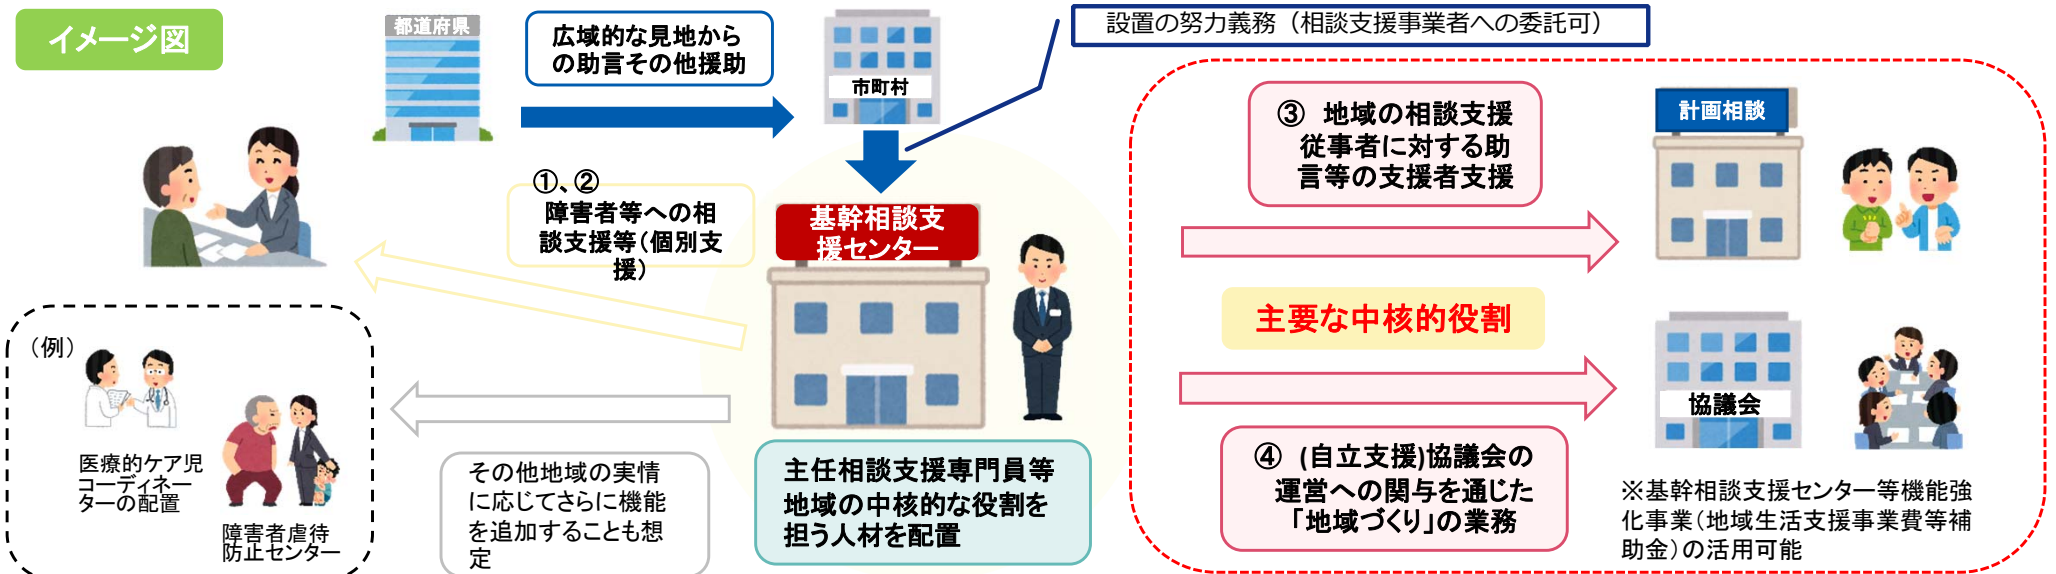 イメージ図
都道府県
広域的な見地から
の助言その他援助
市町村
設置の努力義務（相談支援事業者への委託可）
①、②
障害者等への相
談支援等（個別支
援）
基幹相談支
援センター
主任相談支援専門員等
地域の中核的な役割を
担う人材を配置
（例）
医療的ケア児
コーディネー
ターの配置
障害者虐待
防止センター
その他地域の実情
に応じてさらに機能
を追加することも想
定
③ 地域の相談支援
従事者に対する助
言等の支援者支援
計画相談
主要な中核的役割
協議会
④ (自立支援)協議会の
運営への関与を通じた
「地域づくり」の業務
※基幹相談支援センター等機能強
化事業（地域生活支援事業費等補
助金）の活用可能